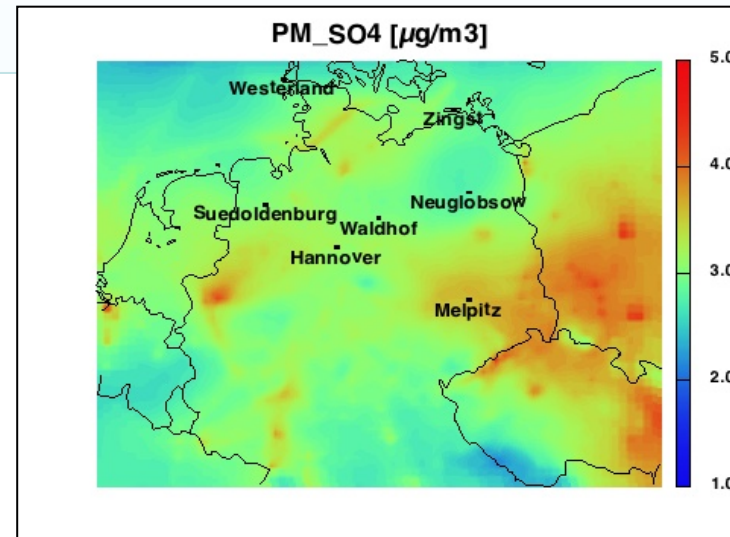 PM_SO4 [µg/m3]
Westerland
Zingst
Neuglobsow
Suedoldenburg
Waldhof
Hannover
Melpitz
5.0
4.0
3.0
2.0
1.0